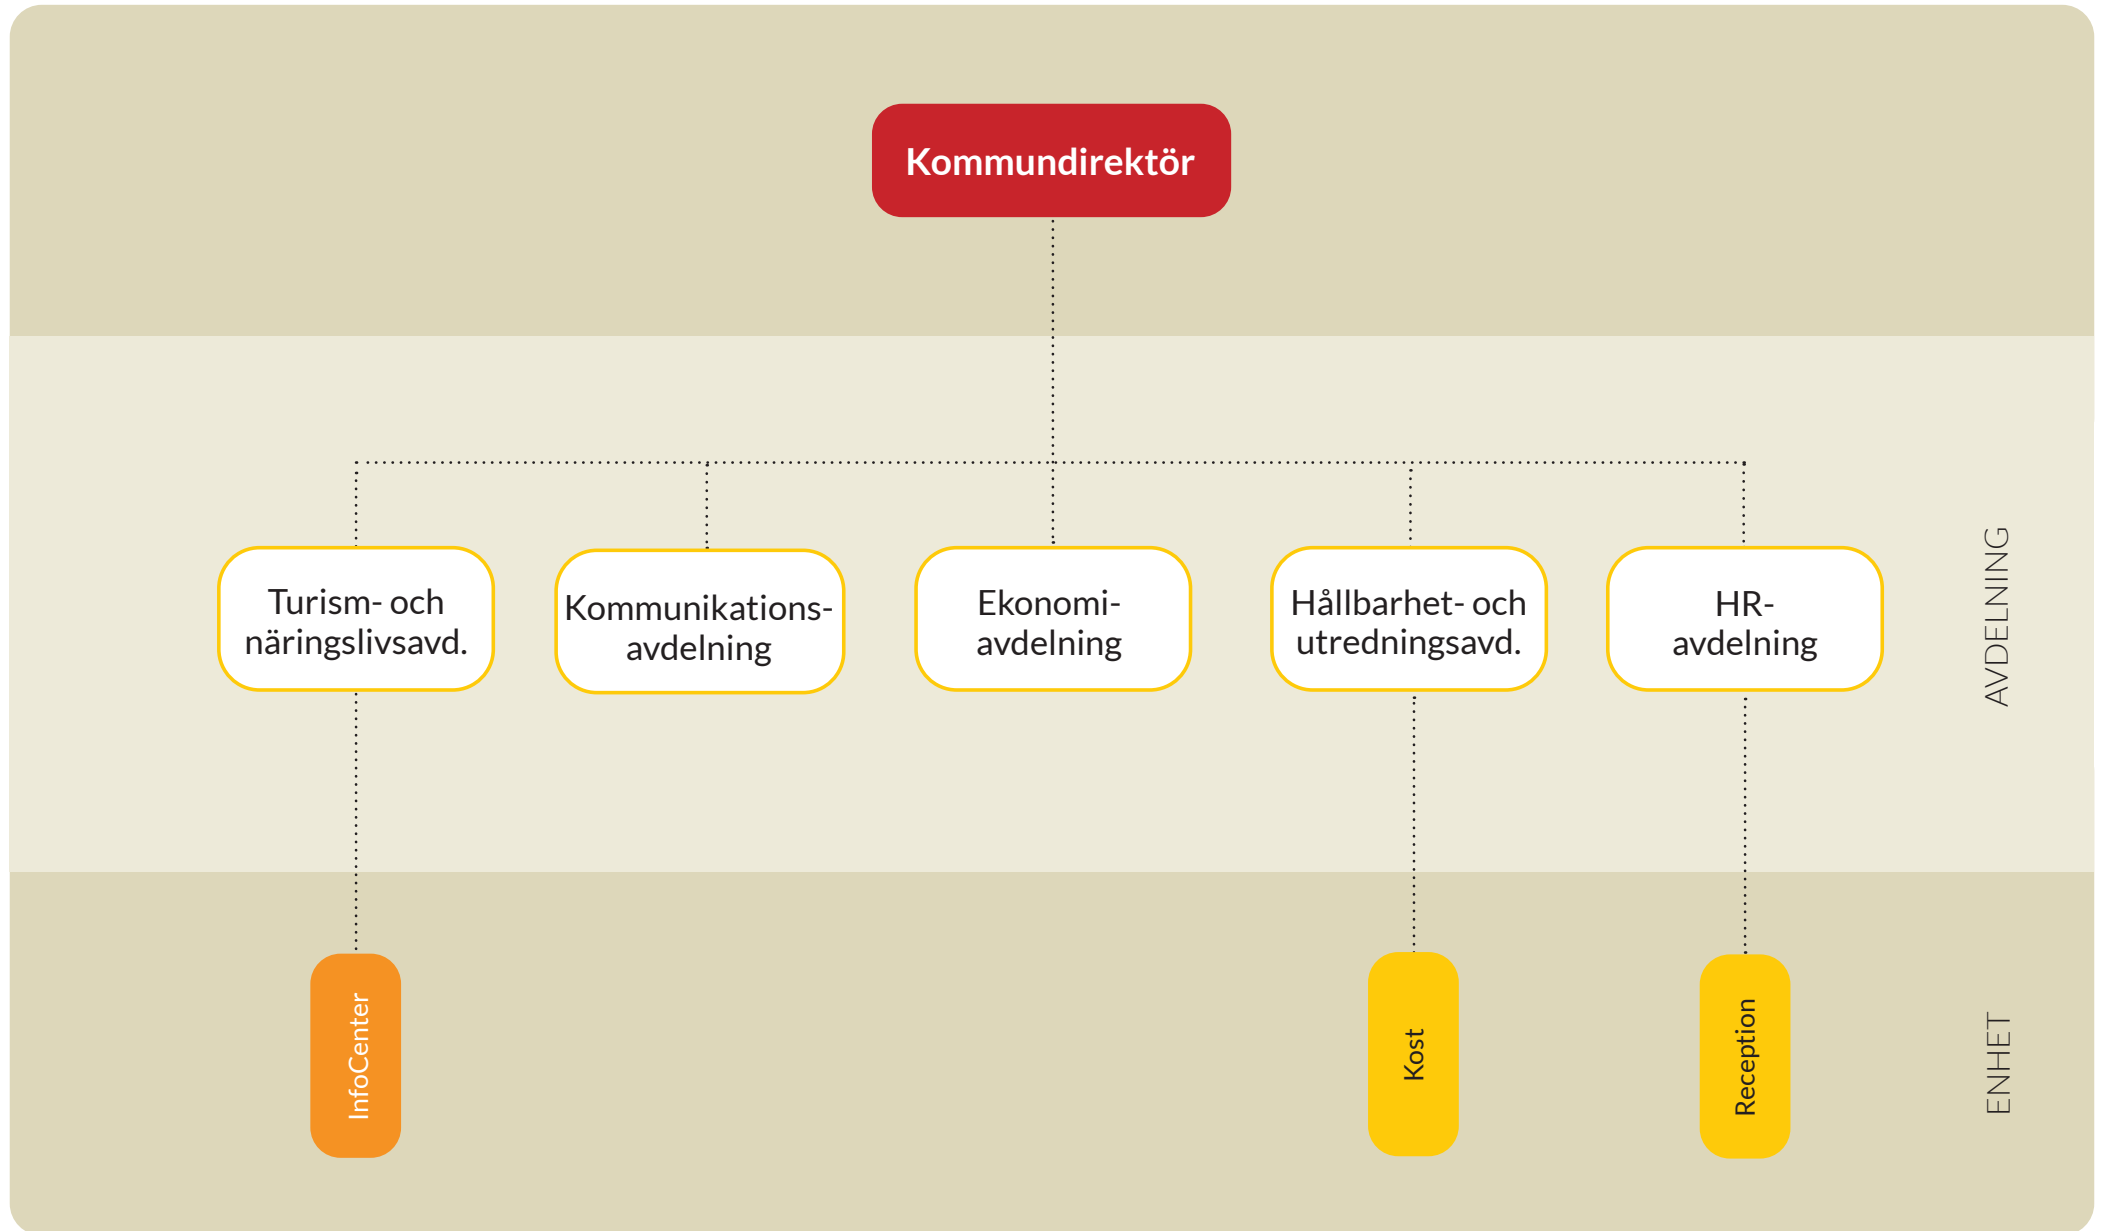 Kommundirektör
Turism- och
näringslivsavd.
Kommunikations-
avdelning
Ekonomi-
avdelning
Hållbarhet- och
utredningsavd.
HR-
avdelning
AVDELNING
InfoCenter
Kost
Reception
ENHET